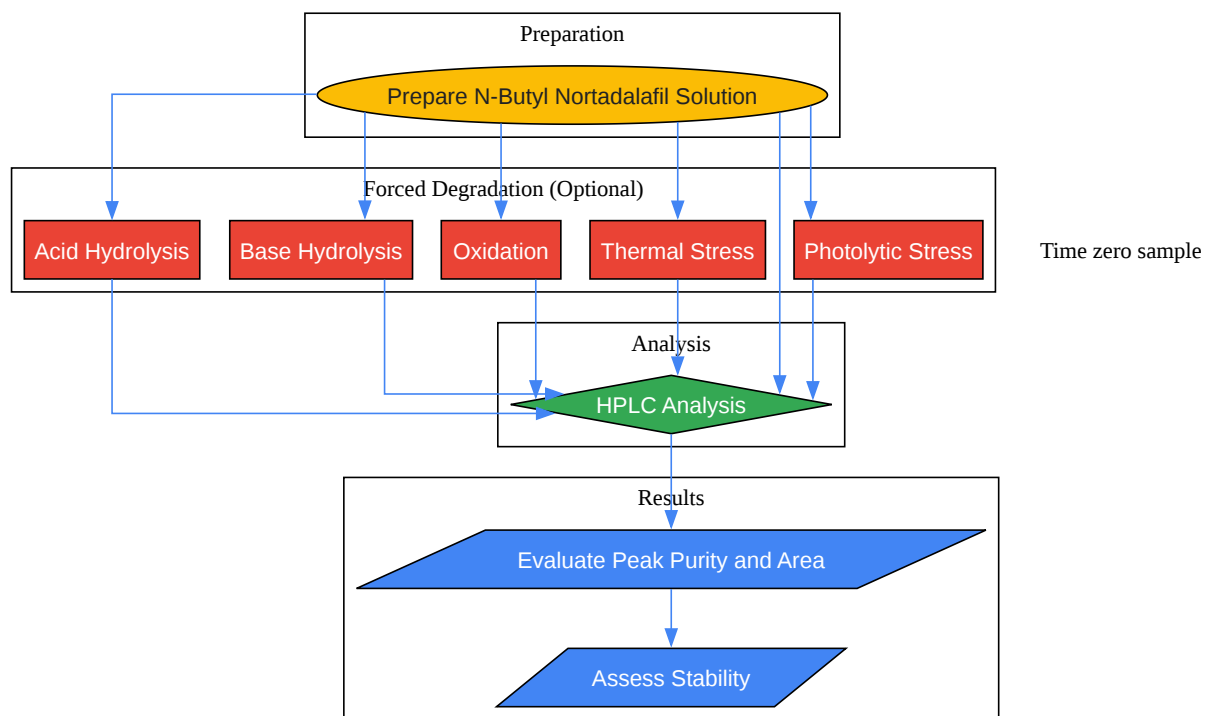 Preparation
Prepare N-Butyl Nortadalafil Solution
Forced Degradation (Optional)
Acid Hydrolysis
Base Hydrolysis
Oxidation
Thermal Stress
Photolytic Stress
Time zero sample
Analysis
HPLC Analysis
Results
Evaluate Peak Purity and Area
Assess Stability